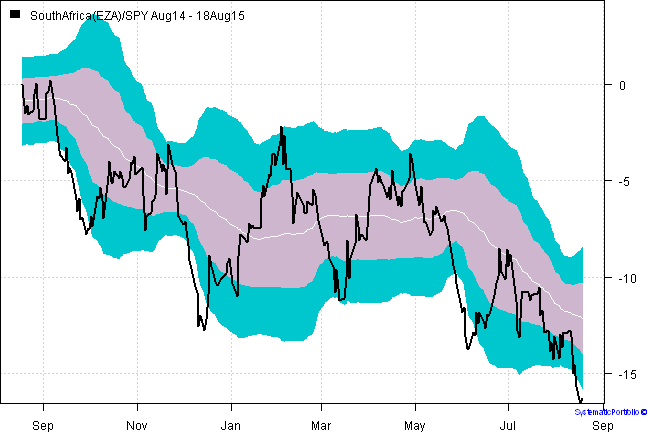 SouthAfrica(EZA)/SPY Aug14 - 18Aug15
0
-5
-10
-15
Sep Nov Jan Mar May Jul Sep
SystematicPortfolio ©